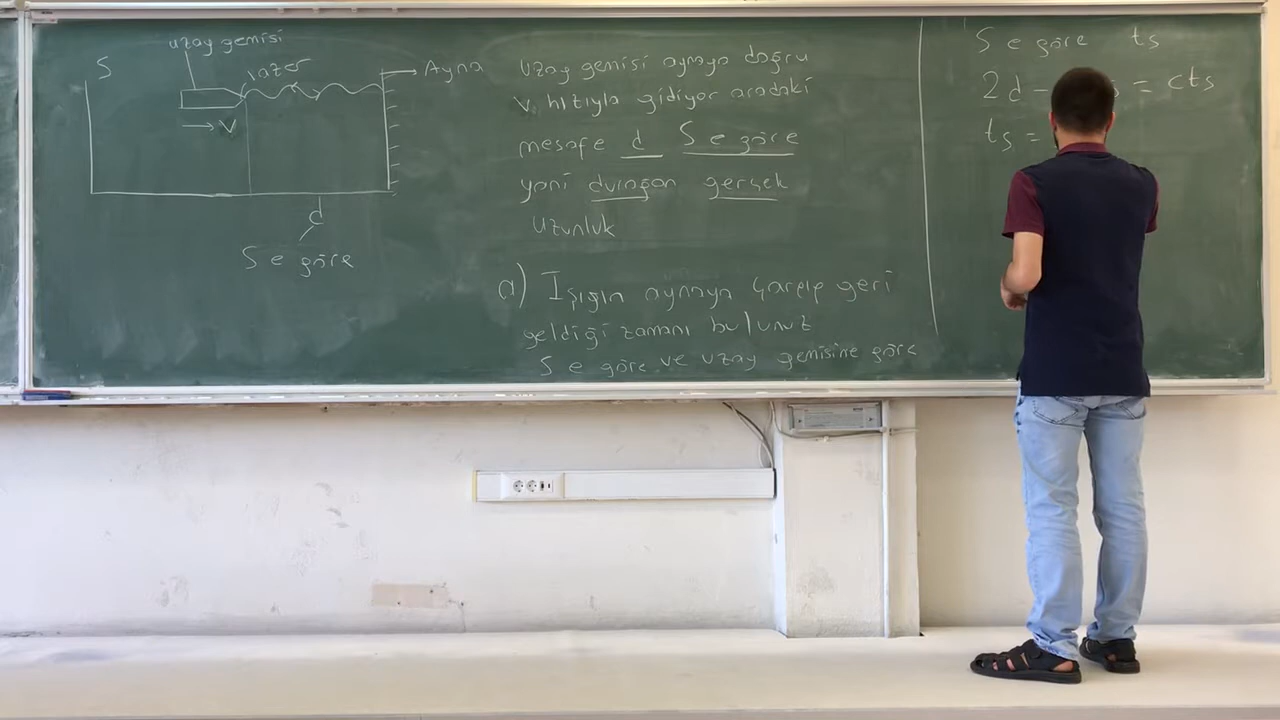 uzay gemisi
S
lazer
Ayna
V
d
S e göre
uzay gemisi aynaya doğru
V hızıyla gidiyor aradaki
mesafe d S e göre
yani durağan gerçek
uzunluk
a) Işığın aynaya çarpıp geri
geldiği zamanı bulunuz
S e göre ve uzay gemisine göre
S e göre ts
2d - s = cts
ts =